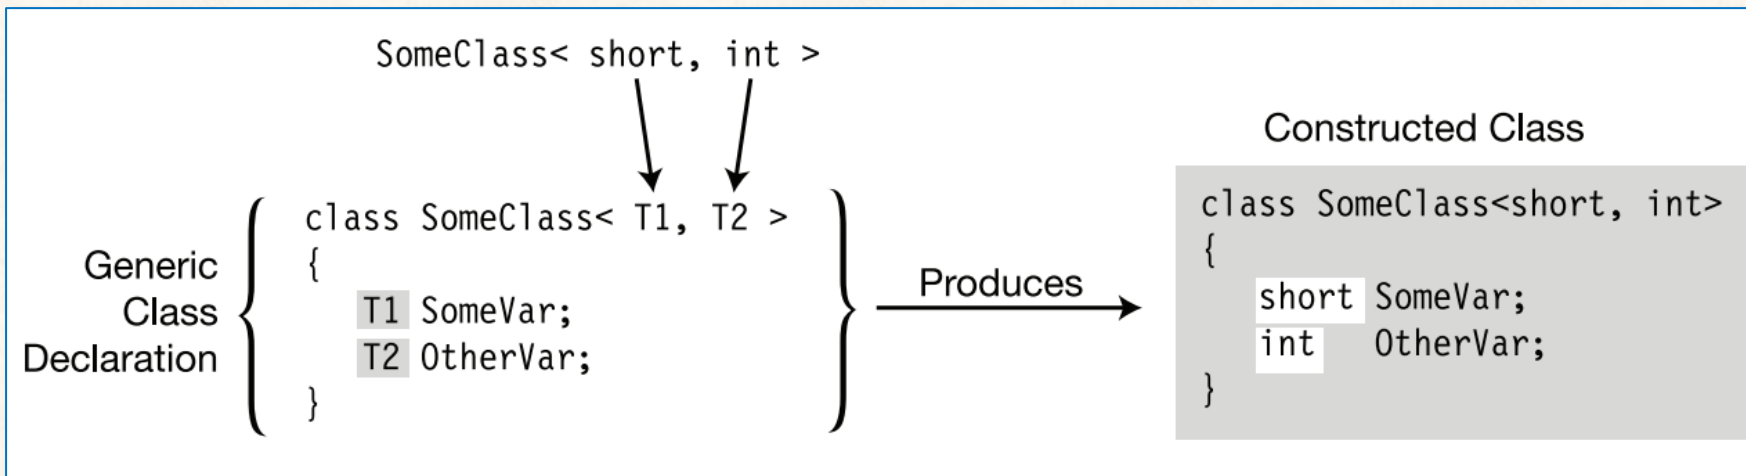 SomeClass< short, int >
Generic
Class
Declaration
class SomeClass< T1, T2 >
{
T1 SomeVar;
T2 OtherVar;
}
Produces
Constructed Class
class SomeClass<short, int>
{
short SomeVar;
int OtherVar;
}